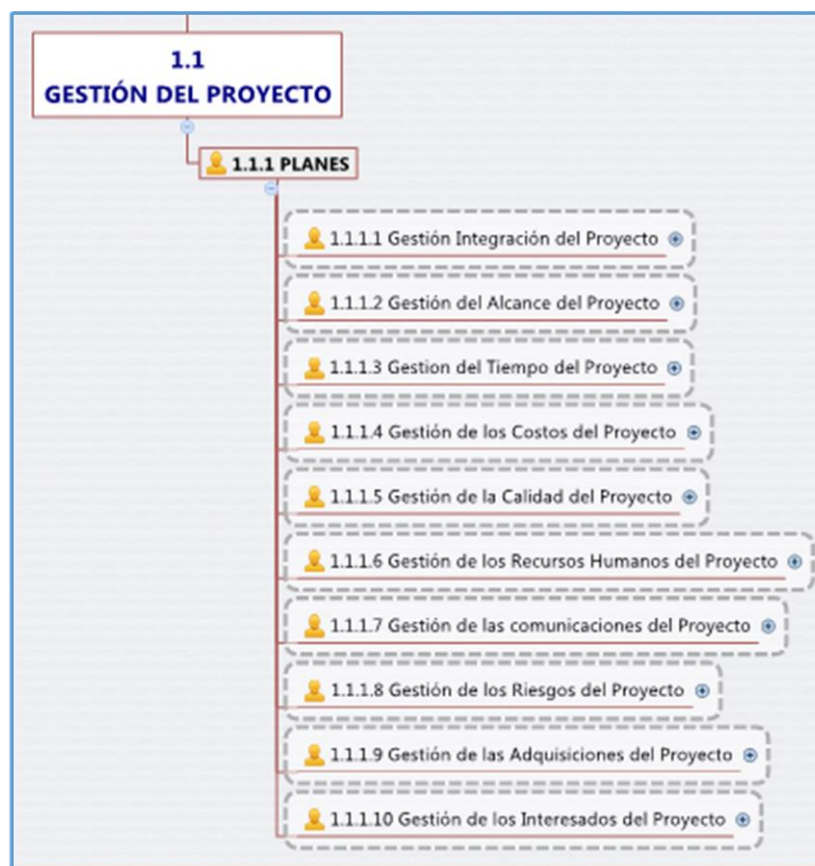 1.1
GESTIÓN DEL PROYECTO
1.1.1 PLANES
1.1.1.1 Gestión Integración del Proyecto
1.1.1.2 Gestión del Alcance del Proyecto
1.1.1.3 Gestion del Tiempo del Proyecto
1.1.1.4 Gestión de los Costos del Proyecto
1.1.1.5 Gestión de la Calidad del Proyecto
1.1.1.6 Gestión de los Recursos Humanos del Proyecto
1.1.1.7 Gestión de las comunicaciones del Proyecto
1.1.1.8 Gestión de los Riesgos del Proyecto
1.1.1.9 Gestión de las Adquisiciones del Proyecto
1.1.1.10 Gestión de los Interesados del Proyecto